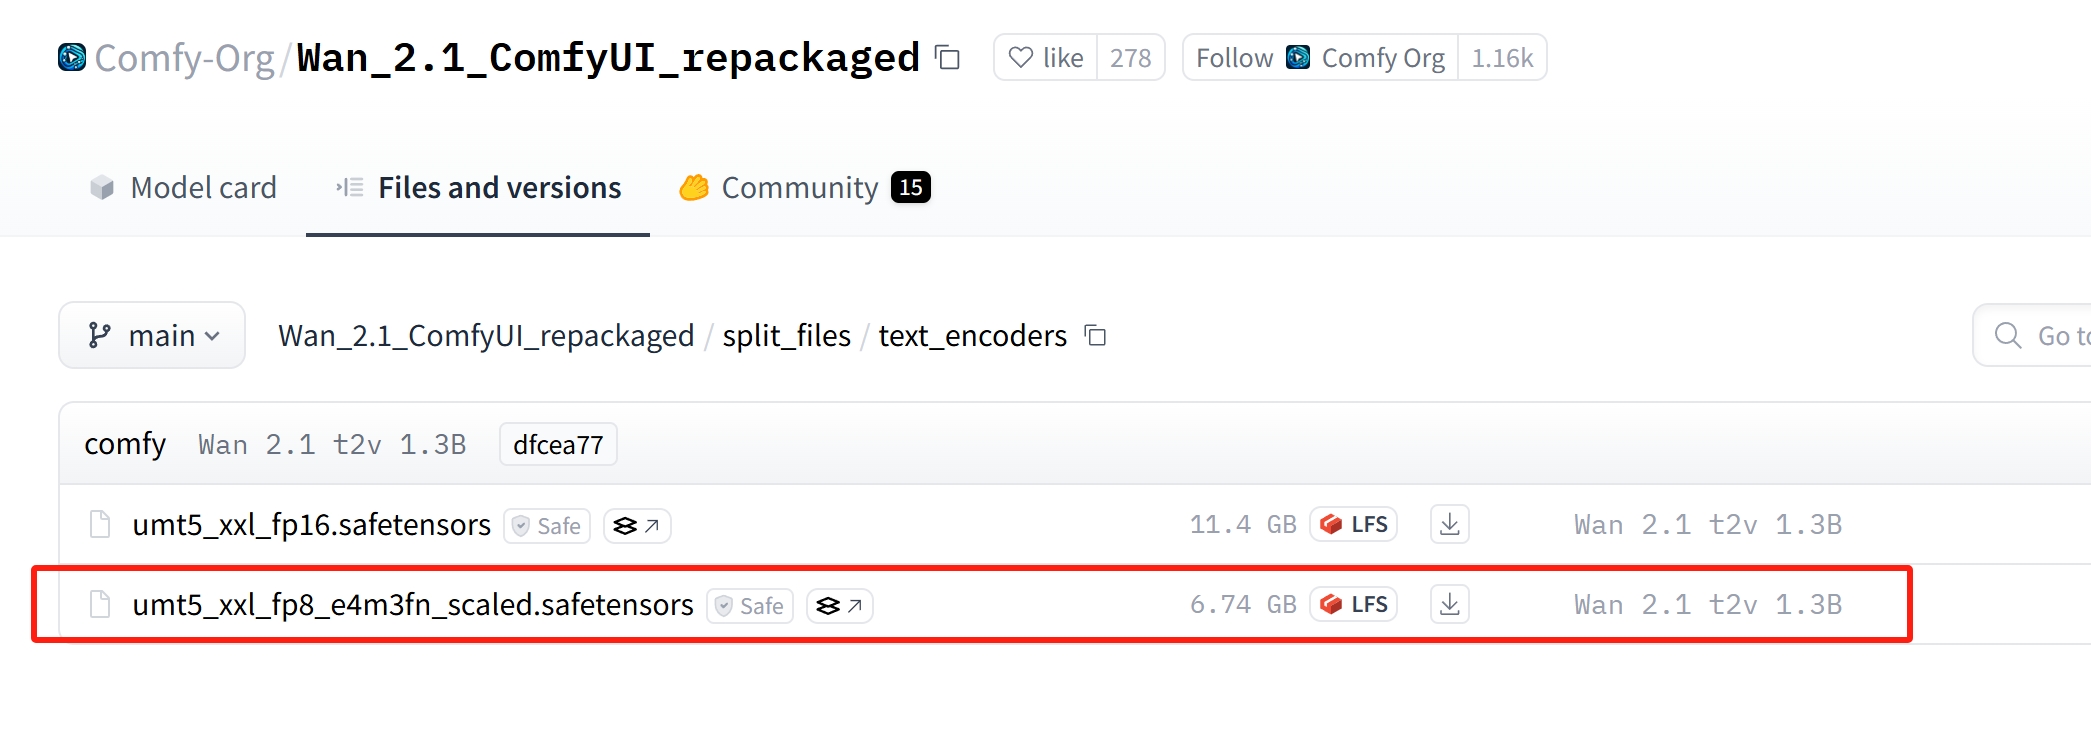 Comfy-Org/Wan_2.1_ComfyUI_repackaged like 278 Follow Comfy Org 1.16k
Model card Files and versions Community 15
main Wan_2.1_ComfyUI_repackaged / split_files / text_encoders Go to
comfy Wan 2.1 t2v 1.3B dfcea77
umt5_xxl_fp16.safetensors Safe 11.4 GB LFS Wan 2.1 t2v 1.3B
umt5_xxl_fp8_e4m3fn_scaled.safetensors Safe 6.74 GB LFS Wan 2.1 t2v 1.3B